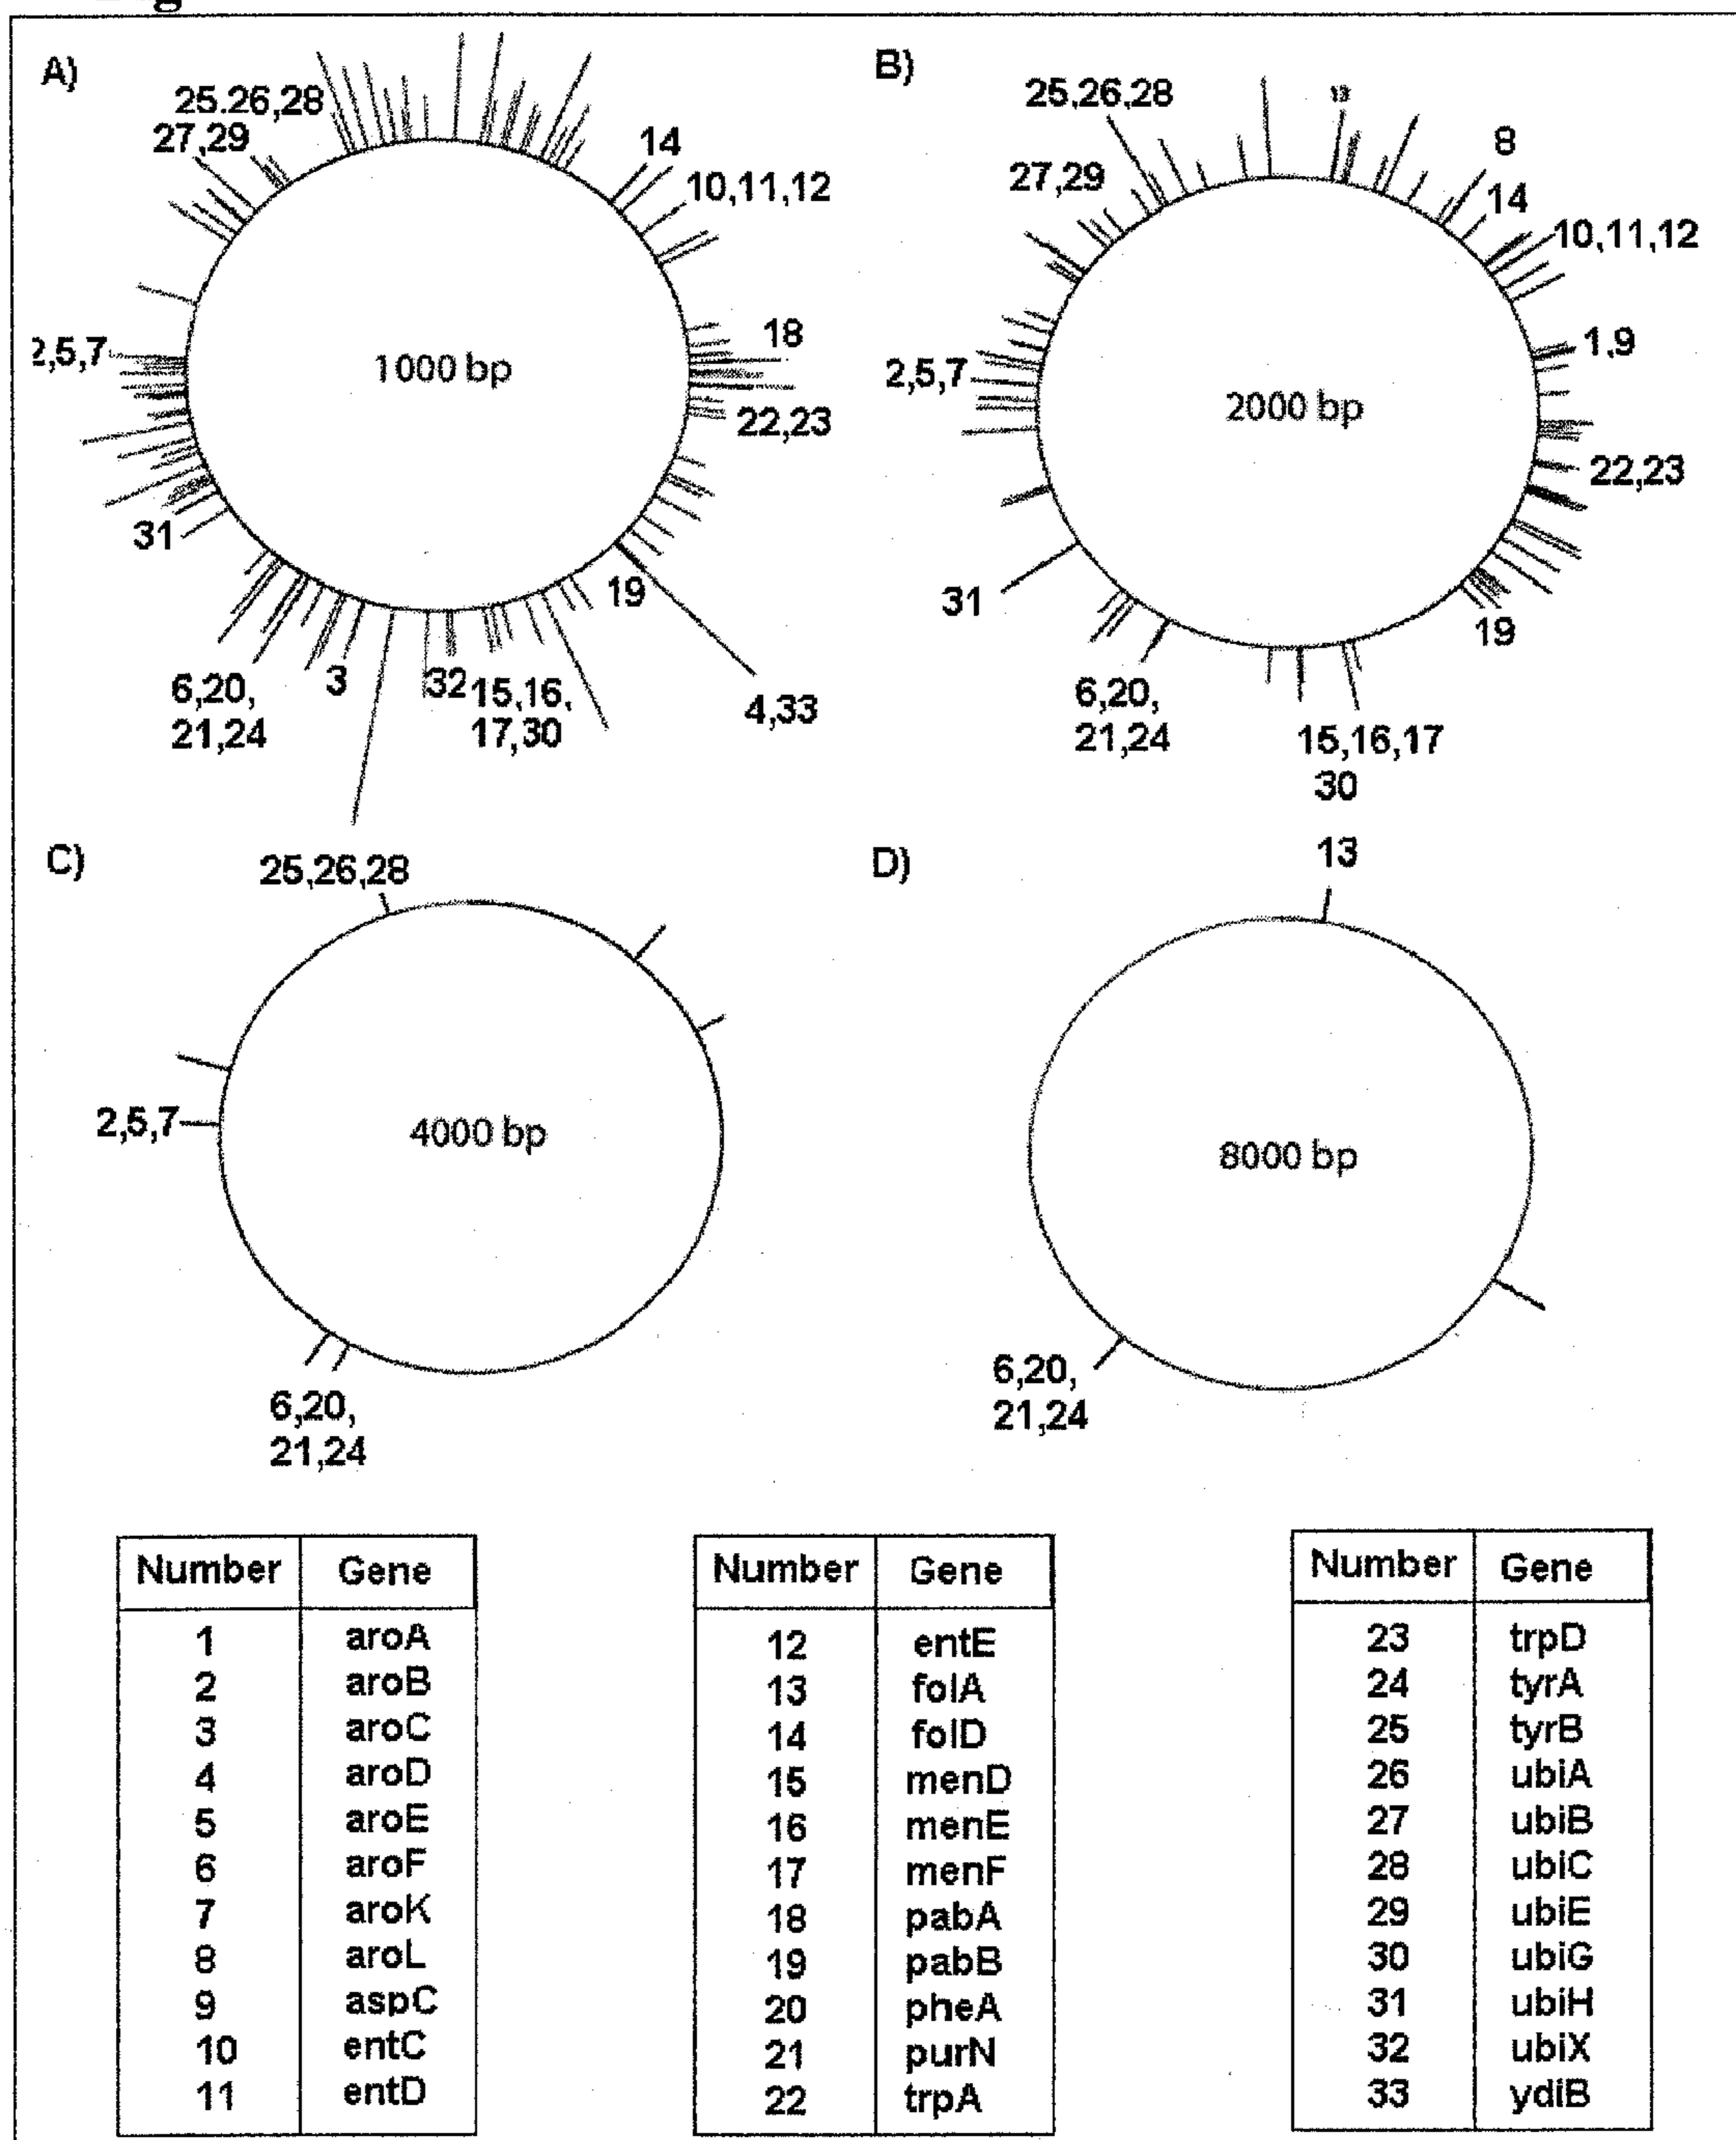 A)
25.26,28
27,29
14
10,11,12
18
1000 bp
2,5,7
22,23
31
19
6,20,
21,24
3
32
15,16,
17,30
4,33
B)
25,26,28
13
8
27,29
14
10,11,12
1,9
2,5,7
2000 bp
22,23
31
19
6,20,
21,24
15,16,17
30
C)
25,26,28
2,5,7
4000 bp
6,20,
21,24
D)
13
8000 bp
6,20,
21,24
Number Gene
1 aroA
2 aroB
3 aroC
4 aroD
5 aroE
6 aroF
7 aroK
8 aroL
9 aspC
10 entC
11 entD
Number Gene
12 entE
13 folA
14 folD
15 menD
16 menE
17 menF
18 pabA
19 pabB
20 pheA
21 purN
22 trpA
Number Gene
23 trpD
24 tyrA
25 tyrB
26 ubiA
27 ubiB
28 ubiC
29 ubiE
30 ubiG
31 ubiH
32 ubiX
33 ydiB